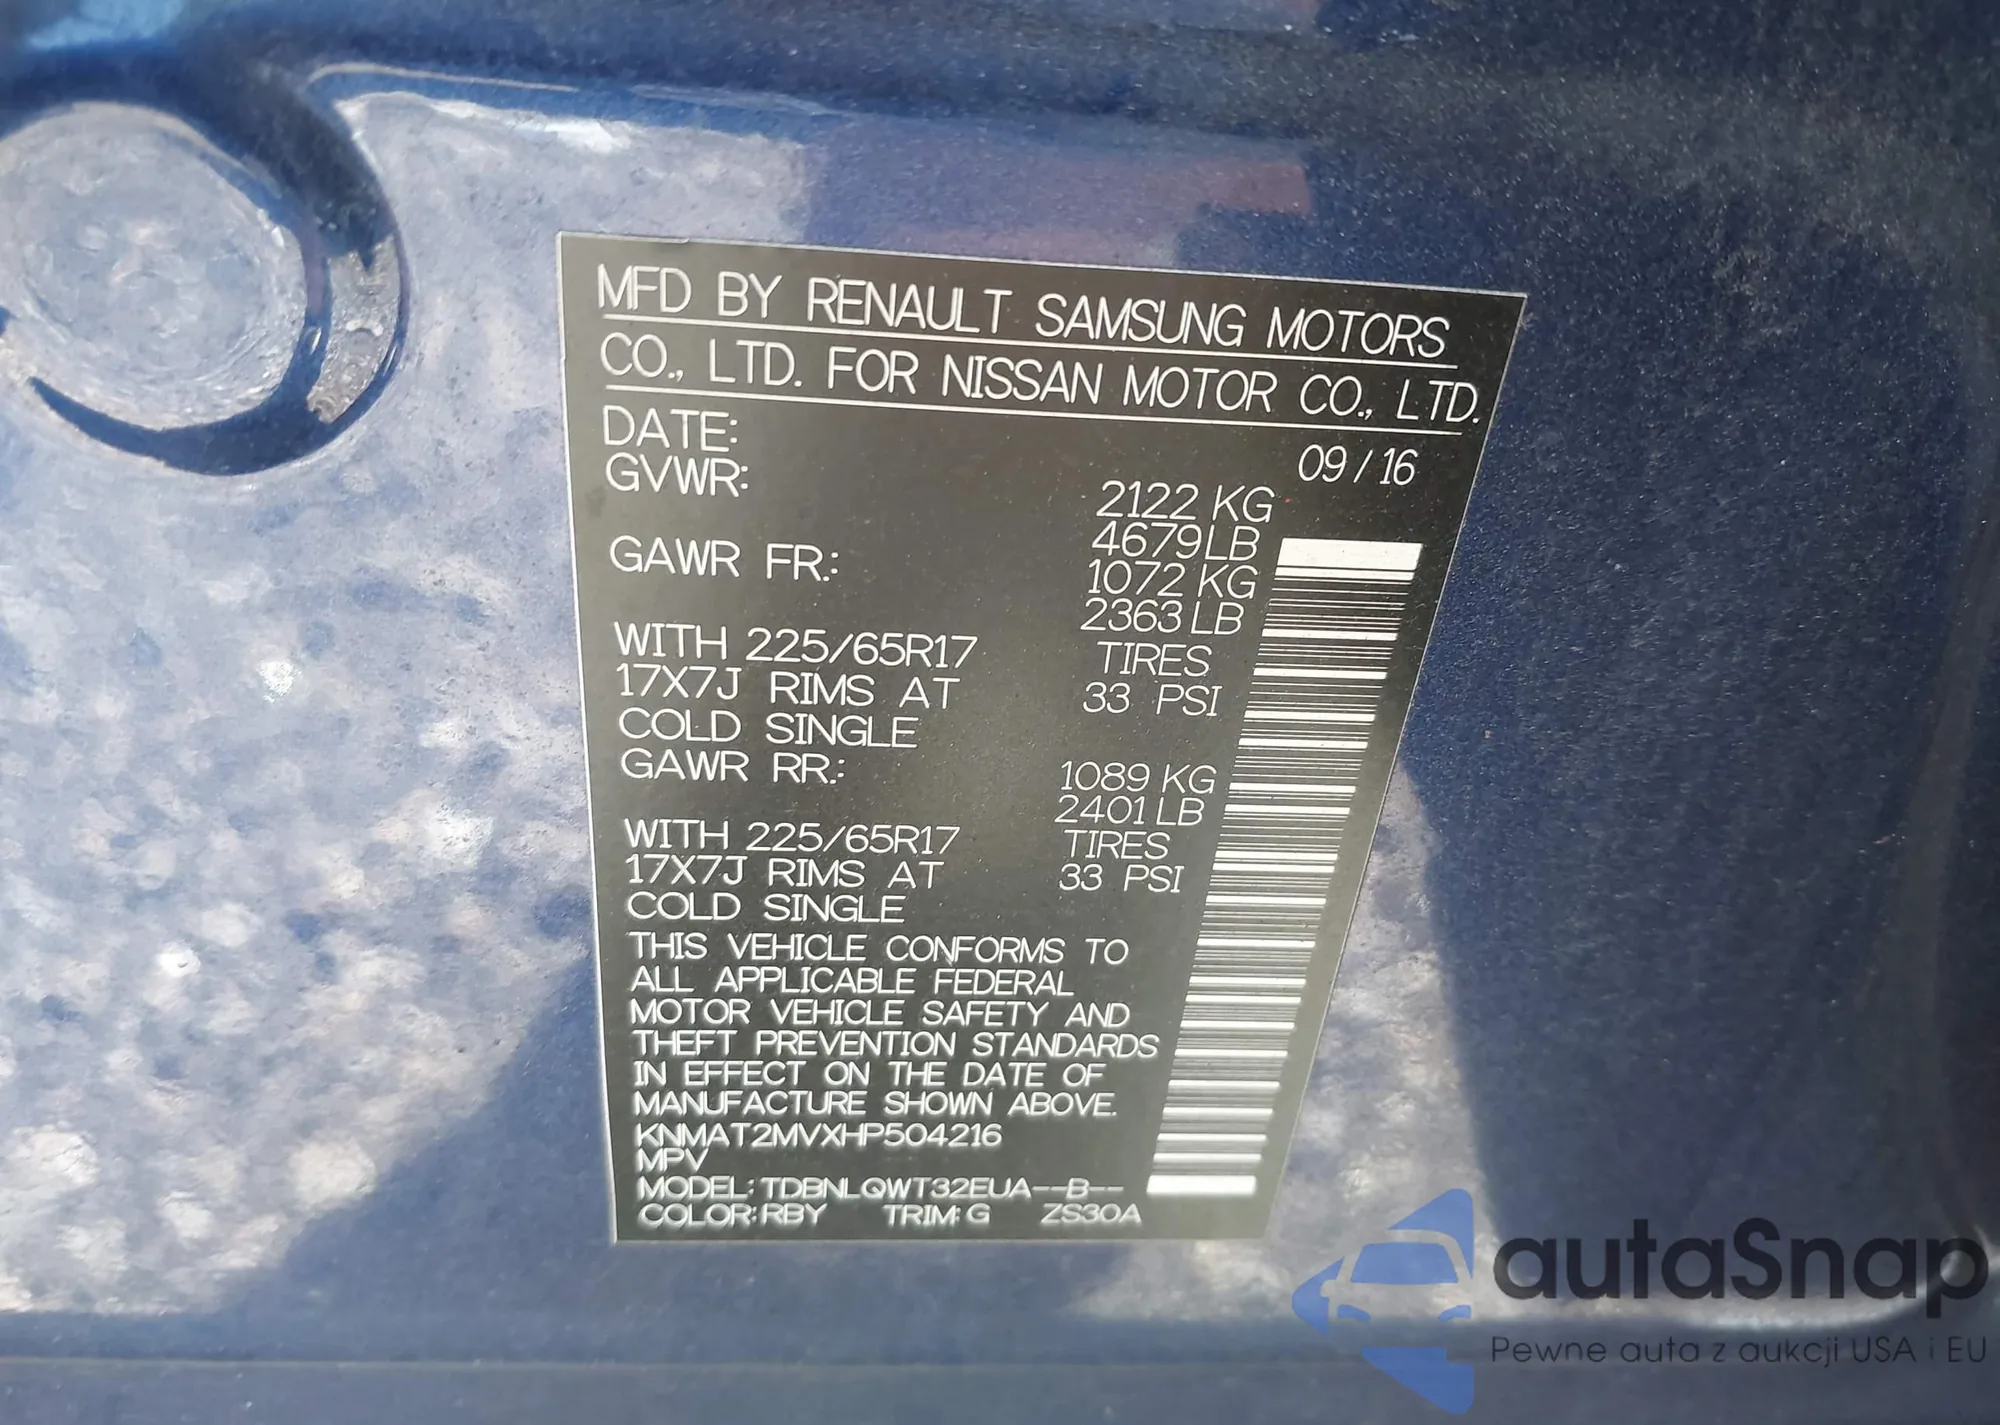 MFD BY RENAULT SAMSUNG MOTORS
CO., LTD. FOR NISSAN MOTOR CO., LTD.
DATE: 09 / 16
GVWR: 2122 KG
4679 LB
GAWR FR.: 1072 KG
2363 LB
WITH 225/65R17 TIRES
17X7J RIMS AT 33 PSI
COLD SINGLE
GAWR RR.: 1089 KG
2401 LB
WITH 225/65R17 TIRES
17X7J RIMS AT 33 PSI
COLD SINGLE
THIS VEHICLE CONFORMS TO
ALL APPLICABLE FEDERAL
MOTOR VEHICLE SAFETY AND
THEFT PREVENTION STANDARDS
IN EFFECT ON THE DATE OF
MANUFACTURE SHOWN ABOVE.
KNMAT2MVXHP504216
MPV
MODEL: TDBNLQWT32EUA--B--
COLOR: RBY TRIM: G ZS30A
autaSnap
Pewne auta z aukcji USA i EU